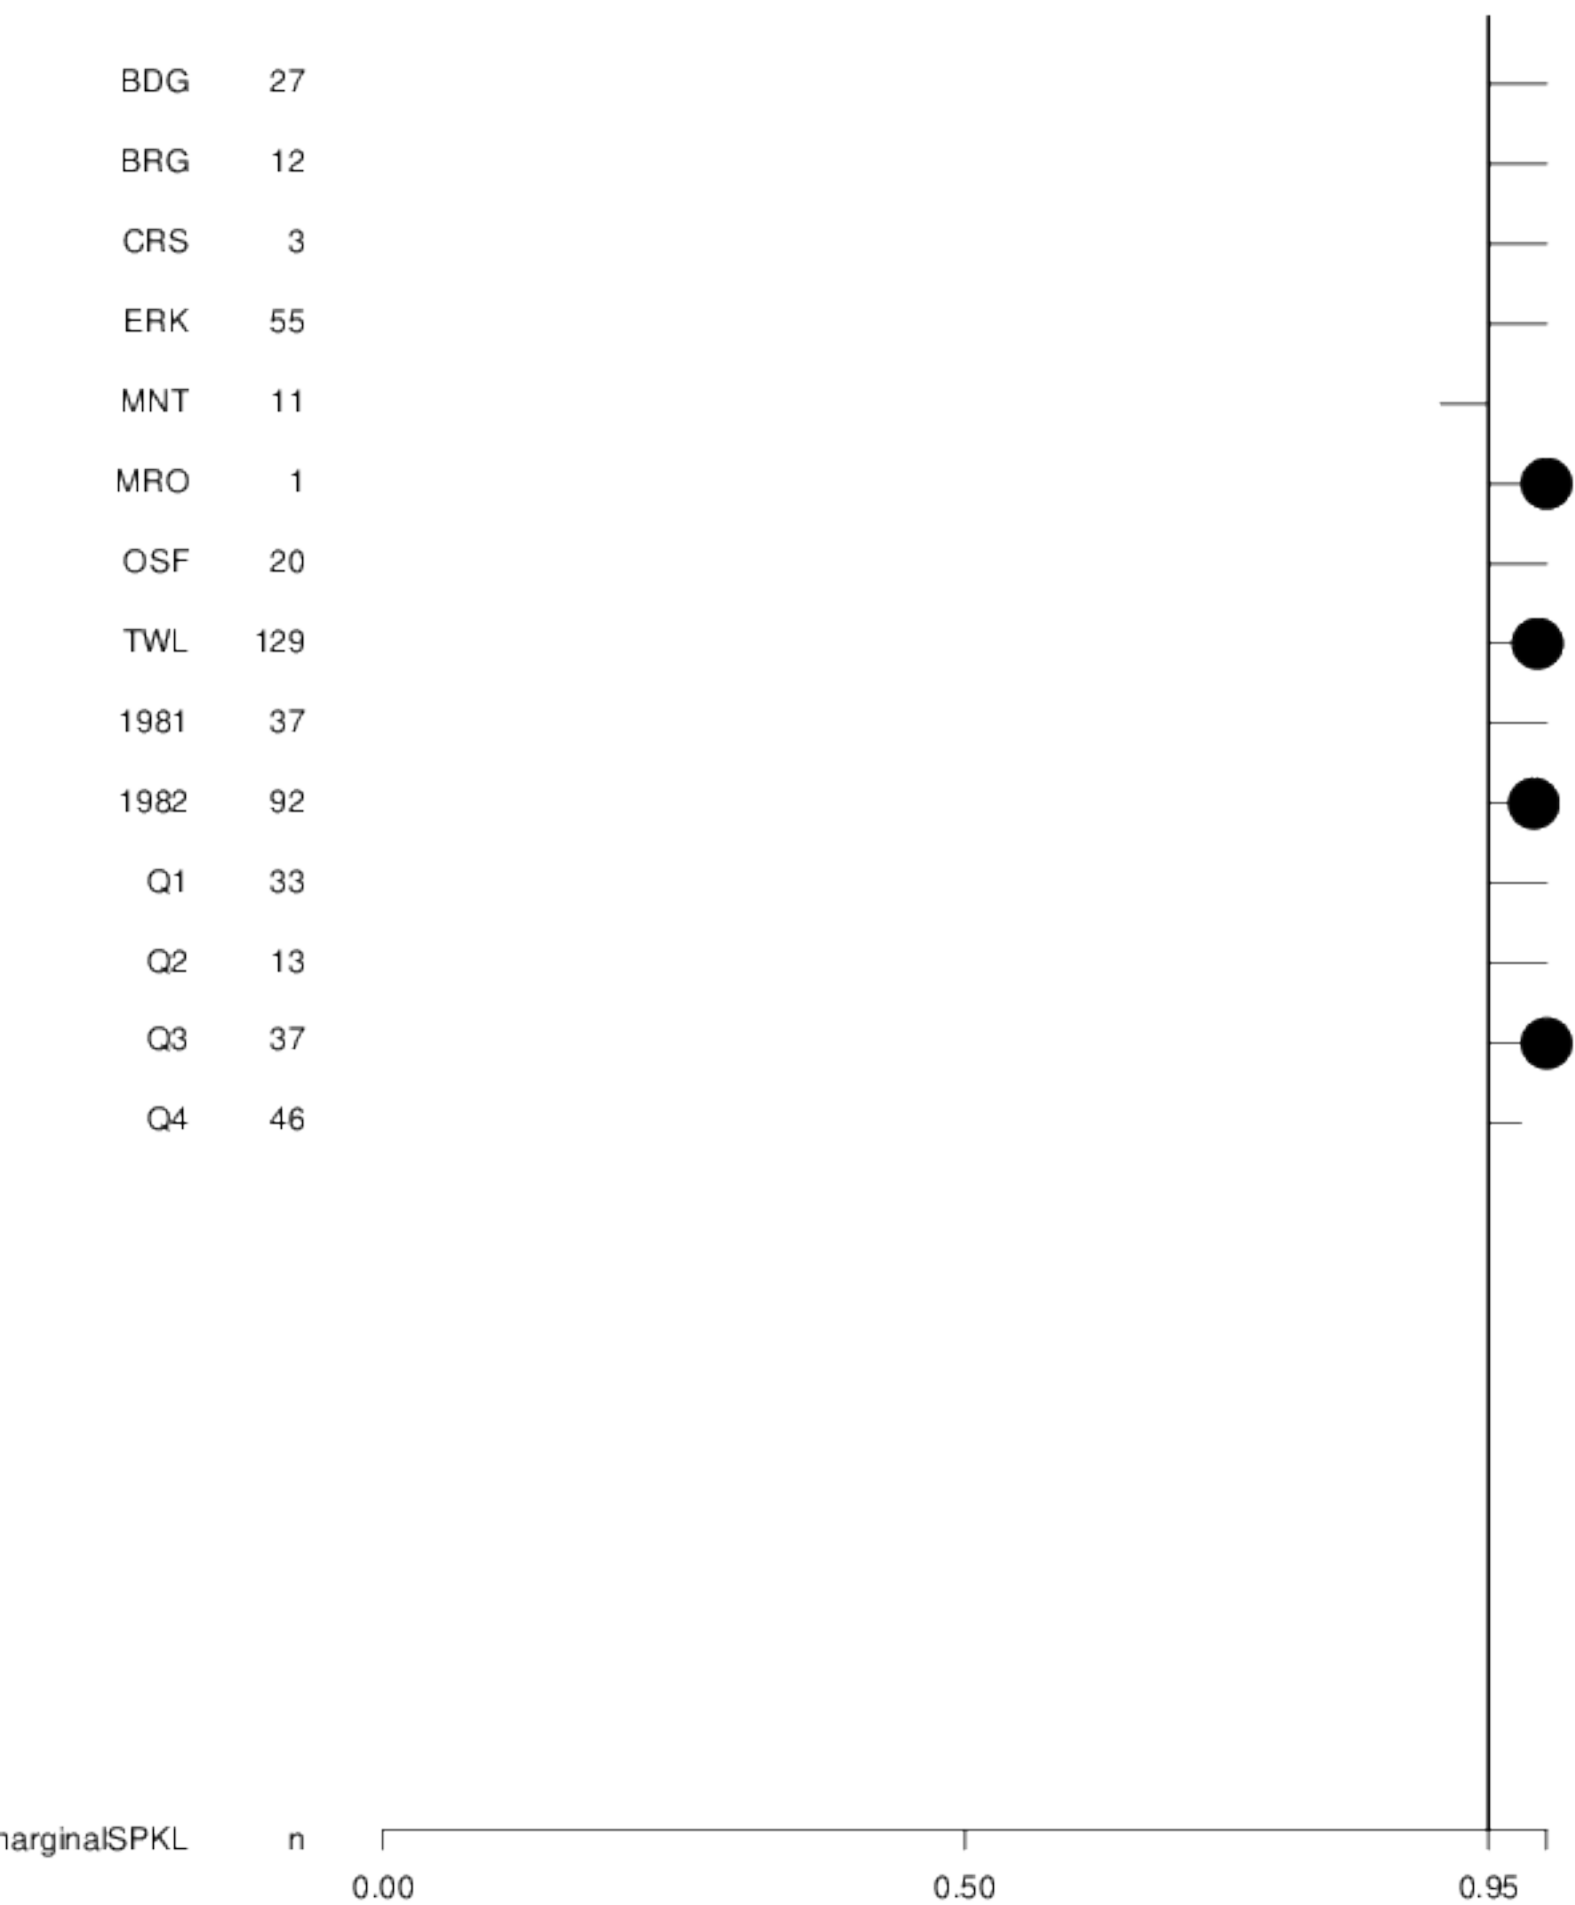 BDG 27
BRG 12
CRS 3
ERK 55
MNT 11
MRO 1
OSF 20
TWL 129
1981 37
1982 92
Q1 33
Q2 13
Q3 37
Q4 46
arginalSPKL n
0.00 0.50 0.95